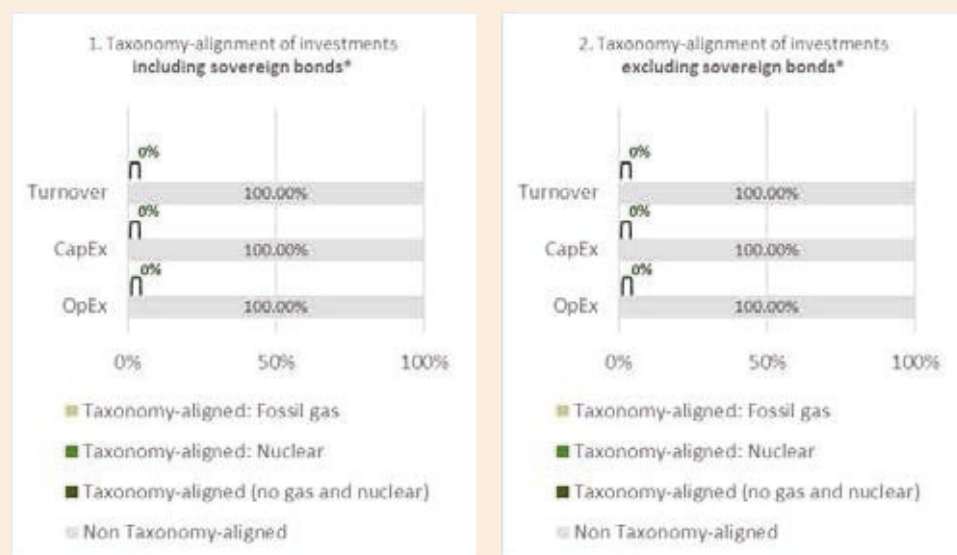 1. Taxonomy-alignment of investments
including sovereign bonds*
0%
Turnover 100.00%
0%
CapEx 100.00%
0%
OpEx 100.00%
0% 50% 100%
Taxonomy-aligned: Fossil gas
Taxonomy-aligned: Nuclear
Taxonomy-aligned (no gas and nuclear)
Non Taxonomy-aligned
2. Taxonomy-alignment of investments
excluding sovereign bonds*
0%
Turnover 100.00%
0%
CapEx 100.00%
0%
OpEx 100.00%
0% 50% 100%
Taxonomy-aligned: Fossil gas
Taxonomy-aligned: Nuclear
Taxonomy-aligned (no gas and nuclear)
Non Taxonomy-aligned